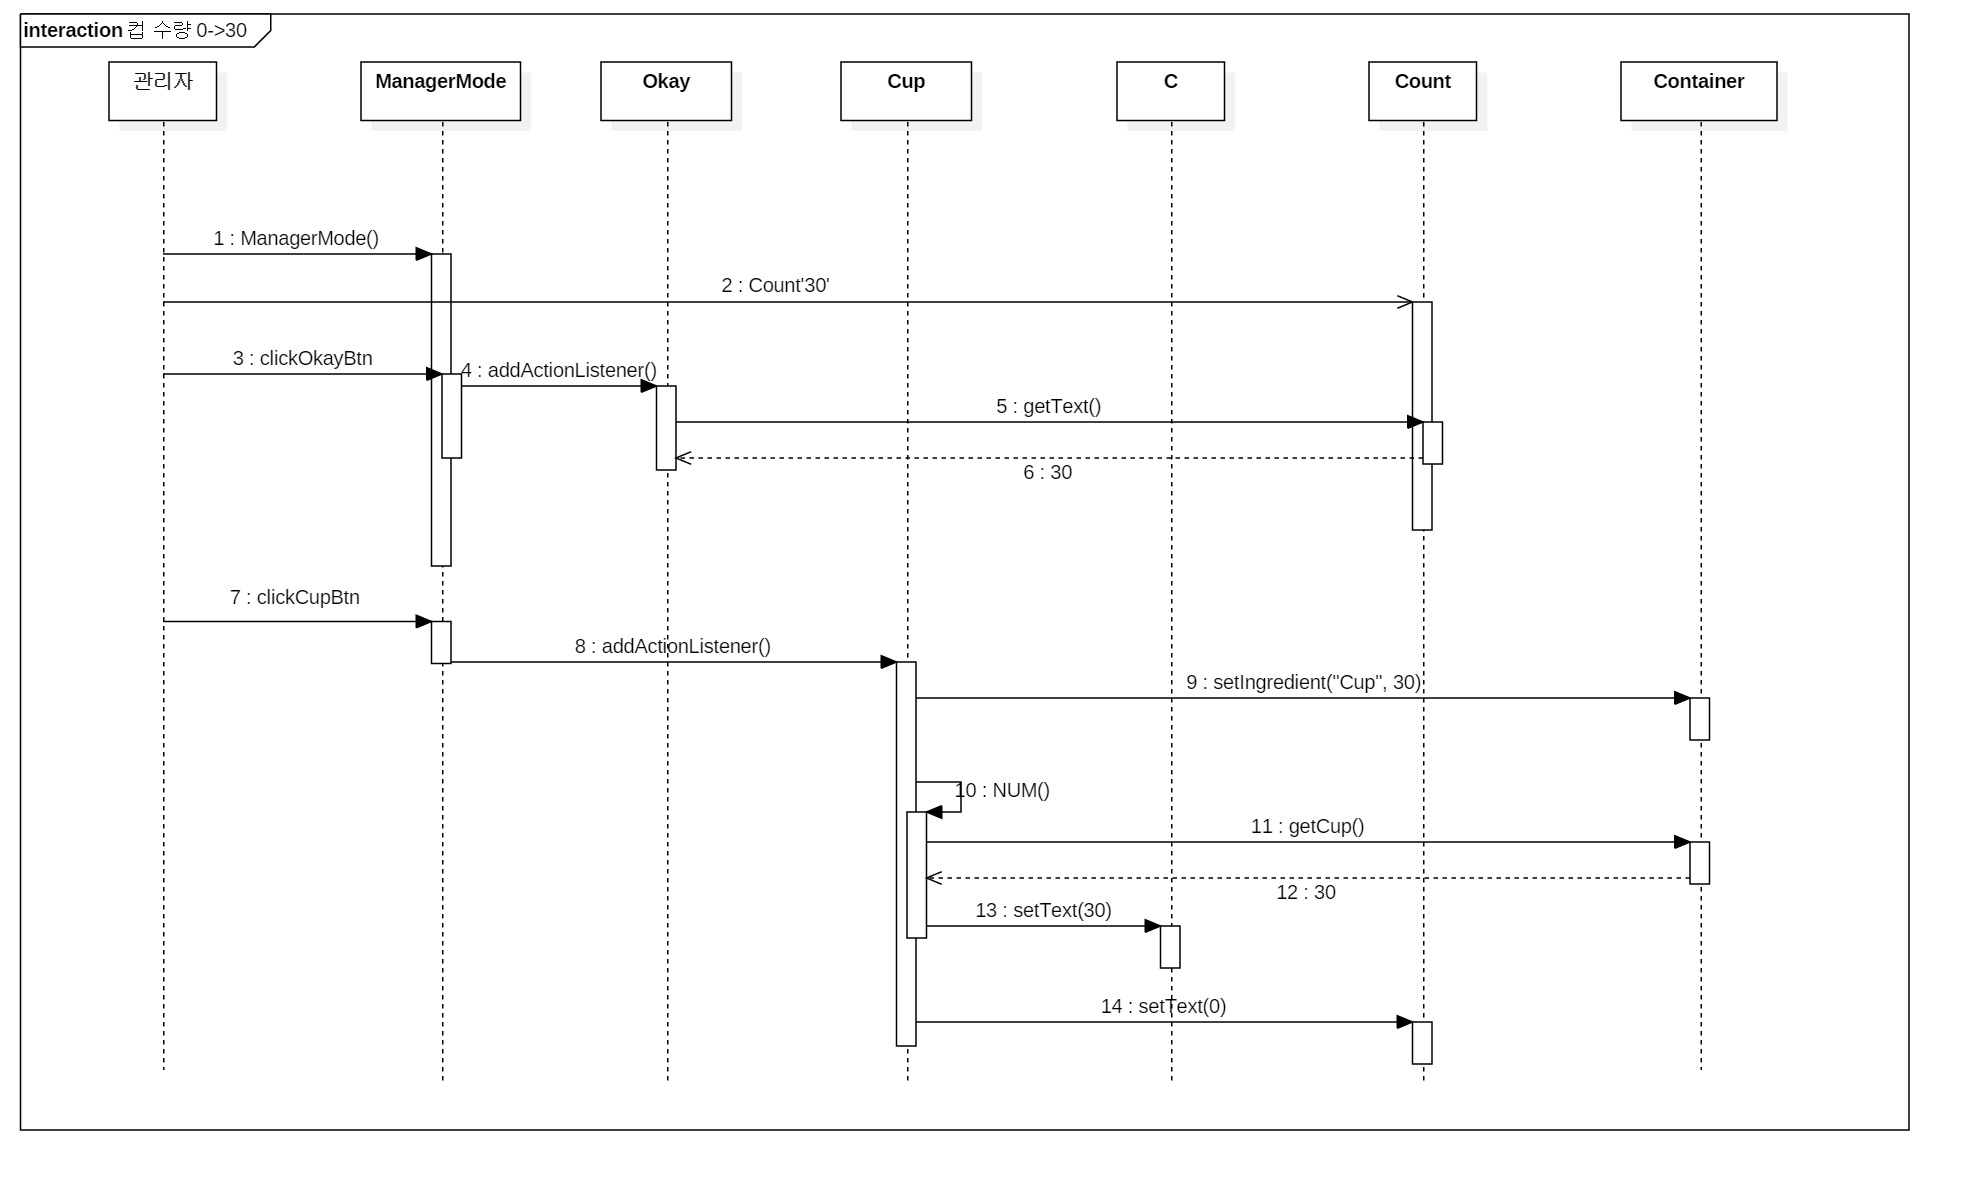 interaction 컵 수량 0->30
관리자
ManagerMode
Okay
Cup
C
Count
Container
1 : ManagerMode()
2 : Count'30'
3 : clickOkayBtn
4 : addActionListener()
5 : getText()
6 : 30
7 : clickCupBtn
8 : addActionListener()
9 : setIngredient("Cup", 30)
10 : NUM()
11 : getCup()
12 : 30
13 : setText(30)
14 : setText(0)